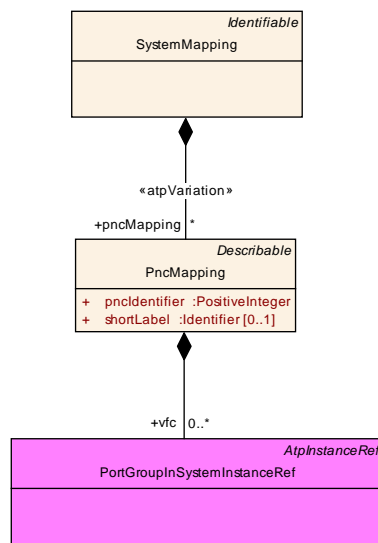 Identifiable
SystemMapping
«atpVariation»
+pncMapping *
Describable
PncMapping
+ pncIdentifier :PositiveInteger
+ shortLabel :Identifier [0..1]
+vfc 0..*
AtpInstanceRef
PortGroupInSystemInstanceRef